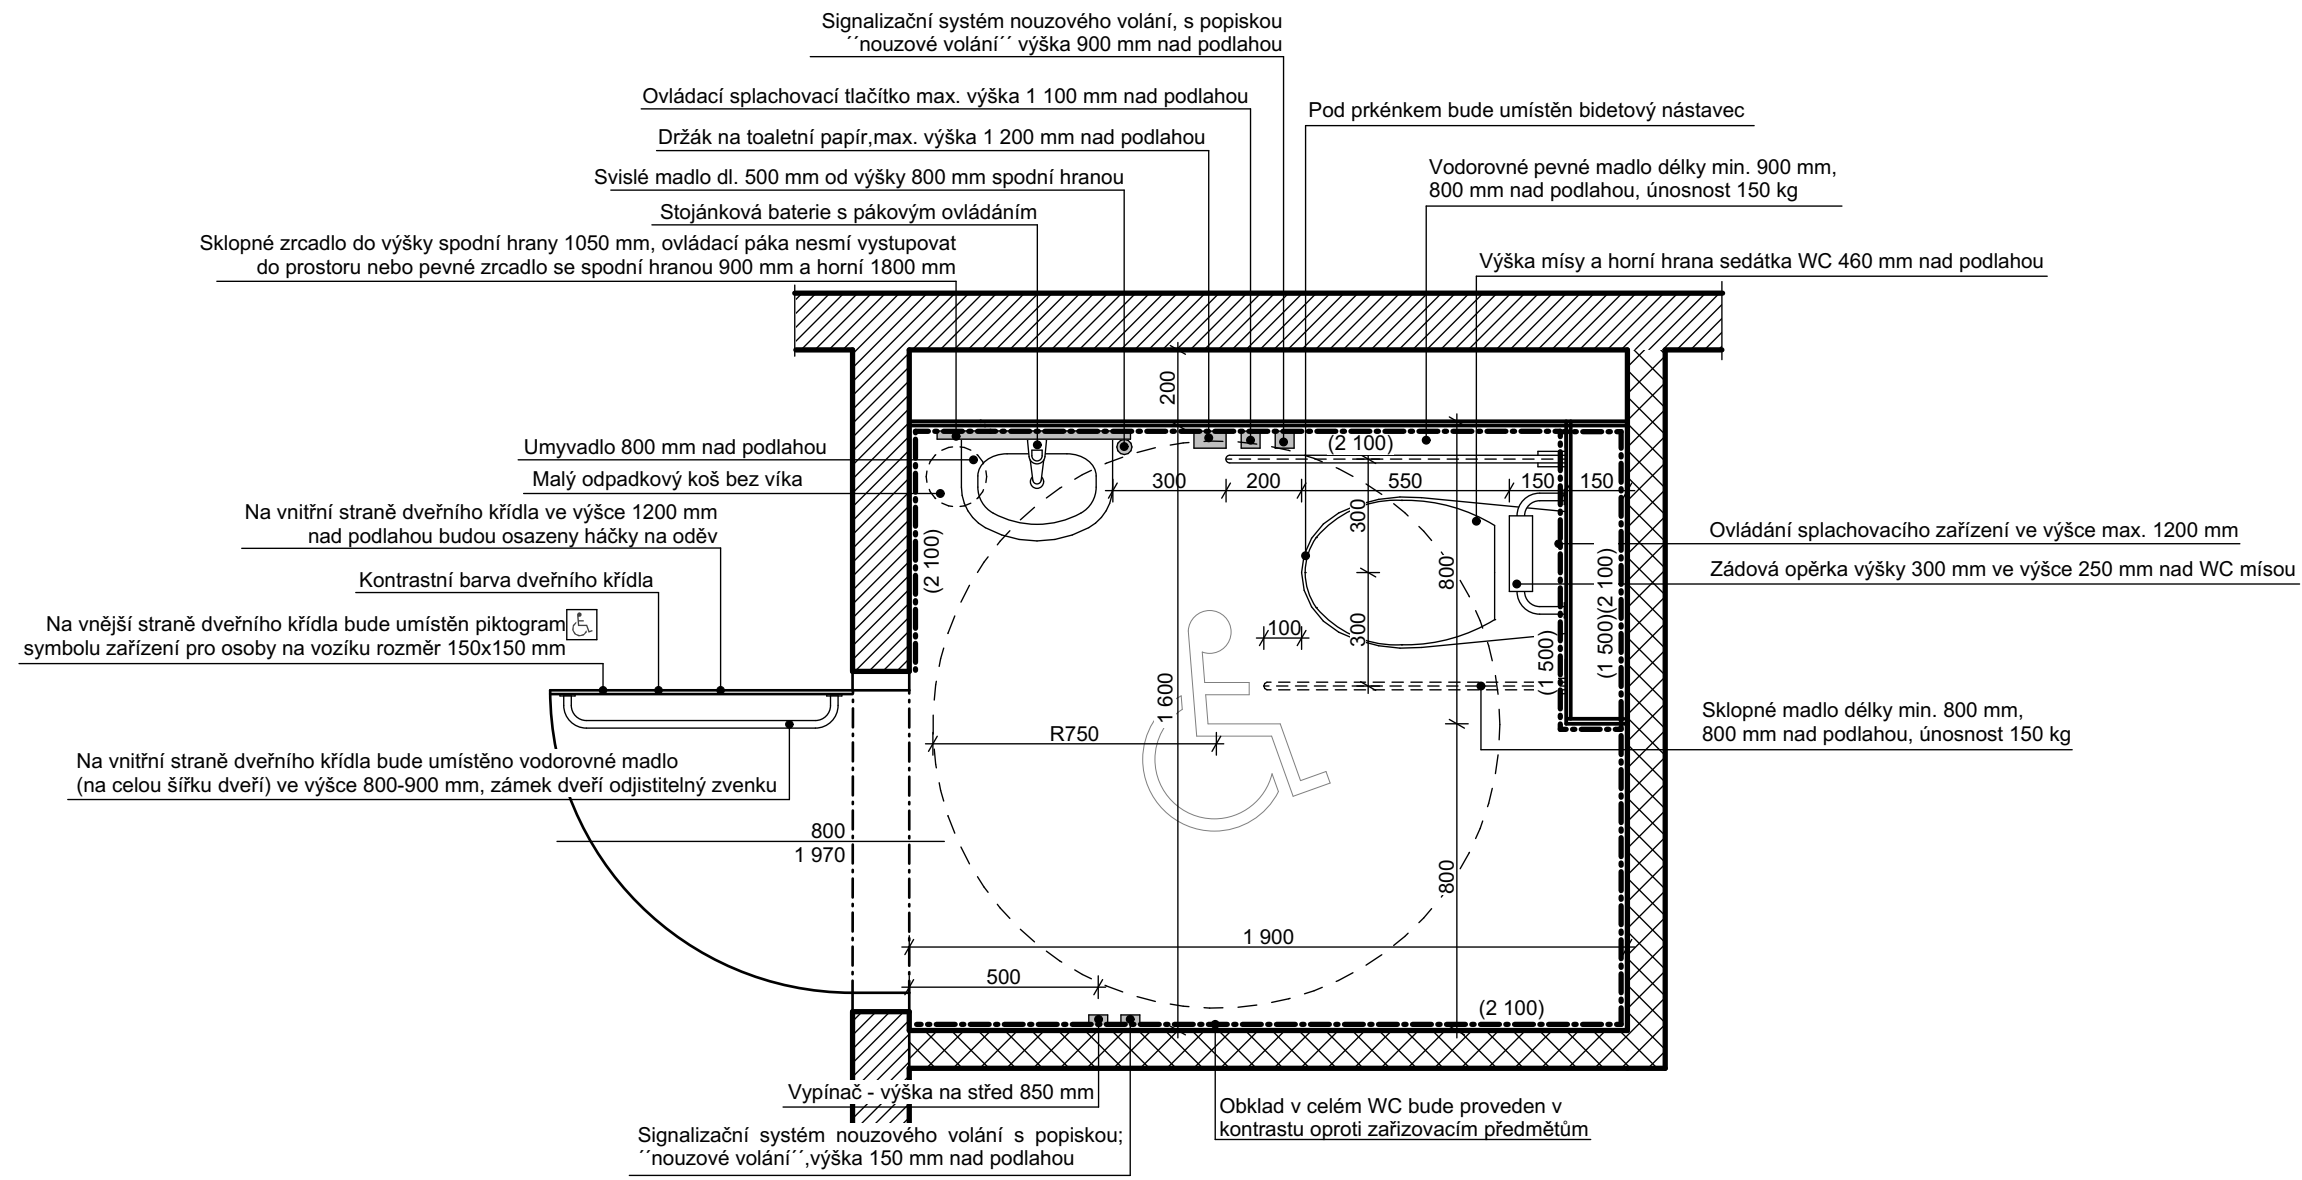 Signalizační systém nouzového volání, s popiskou
´´nouzové volání´´ výška 900 mm nad podlahou
Ovládací splachovací tlačítko max. výška 1 100 mm nad podlahou
Pod prkénkem bude umístěn bidetový nástavec
Držák na toaletní papír,max. výška 1 200 mm nad podlahou
Vodorovné pevné madlo délky min. 900 mm,
800 mm nad podlahou, únosnost 150 kg
Svislé madlo dl. 500 mm od výšky 800 mm spodní hranou
Stojánková baterie s pákovým ovládáním
Sklopné zrcadlo do výšky spodní hrany 1050 mm, ovládací páka nesmí vystupovat
do prostoru nebo pevné zrcadlo se spodní hranou 900 mm a horní 1800 mm
Výška mísy a horní hrana sedátka WC 460 mm nad podlahou
200
Umyvadlo 800 mm nad podlahou
(2 100)
Malý odpadkový koš bez víka
300
200
550
150
150
Na vnitřní straně dveřního křídla ve výšce 1200 mm
nad podlahou budou osazeny háčky na oděv
300
Ovládání splachovacího zařízení ve výšce max. 1200 mm
(2 100)
800
(2 100)
Zádová opěrka výšky 300 mm ve výšce 250 mm nad WC mísou
Kontrastní barva dveřního křídla
Na vnější straně dveřního křídla bude umístěn piktogram
symbolu zařízení pro osoby na vozíku rozměr 150x150 mm
100
300
(1 500)
(1 500)
1 600
Sklopné madlo délky min. 800 mm,
800 mm nad podlahou, únosnost 150 kg
R750
Na vnitřní straně dveřního křídla bude umístěno vodorovné madlo
(na celou šířku dveří) ve výšce 800-900 mm, zámek dveří odjistitelný zvenku
800
1 970
800
1 900
500
(2 100)
Vypínač - výška na střed 850 mm
Obklad v celém WC bude proveden v
kontrastu oproti zařizovacím předmětům
Signalizační systém nouzového volání s popiskou;
´´nouzové volání´´,výška 150 mm nad podlahou